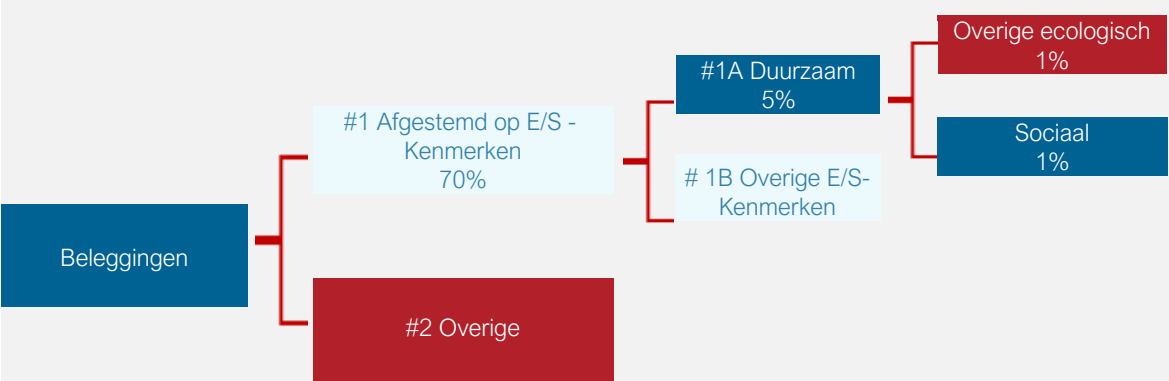 Beleggingen
#1 Afgestemd op E/S -
Kenmerken
70%
#2 Overige
#1A Duurzaam
5%
# 1B Overige E/S-
Kenmerken
Overige ecologisch
1%
Sociaal
1%